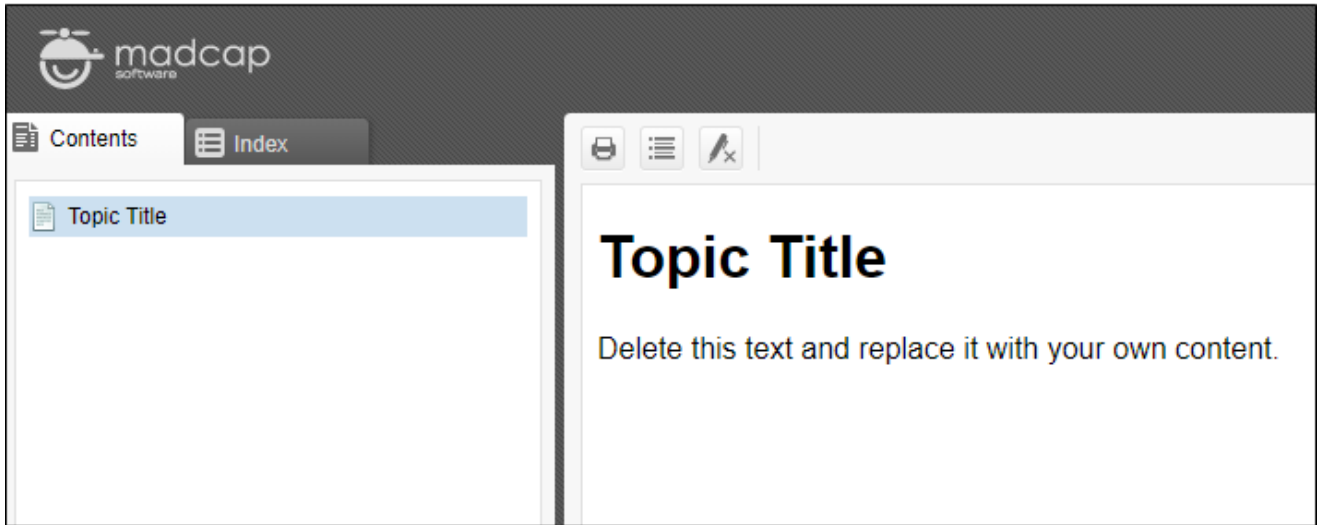 madcap
software
Contents
Index
Topic Title
Topic Title
Delete this text and replace it with your own content.